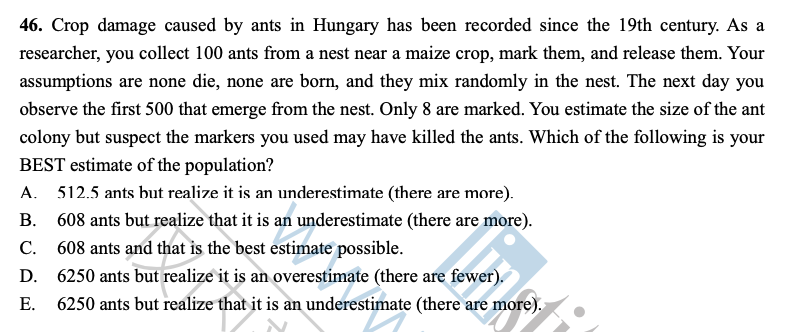 46. Crop damage caused by ants in Hungary has been recorded since the 19th century. As a
researcher, you collect 100 ants from a nest near a maize crop, mark them, and release them. Your
assumptions are none die, none are born, and they mix randomly in the nest. The next day you
observe the first 500 that emerge from the nest. Only 8 are marked. You estimate the size of the ant
colony but suspect the markers you used may have killed the ants. Which of the following is your
BEST estimate of the population?
A. 512.5 ants but realize it is an underestimate (there are more).
B. 608 ants but realize that it is an underestimate (there are more).
C. 608 ants and that is the best estimate possible.
D. 6250 ants but realize it is an overestimate (there are fewer).
E. 6250 ants but realize that it is an underestimate (there are more).